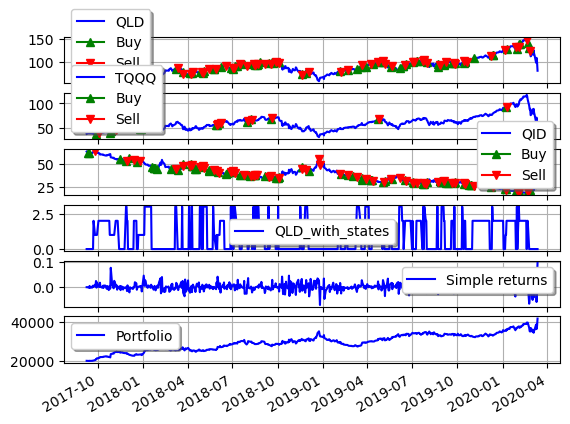 QLD
Buy
Sell
150
100
TQQQ
Buy
Sell
100
50
QID
Buy
Sell
50
25
2.5
0.0
QLD_with_states
0.1
0.0
Simple returns
40000
20000
Portfolio
2017-10
2018-01
2018-04
2018-07
2018-10
2019-01
2019-04
2019-07
2019-10
2020-01
2020-04